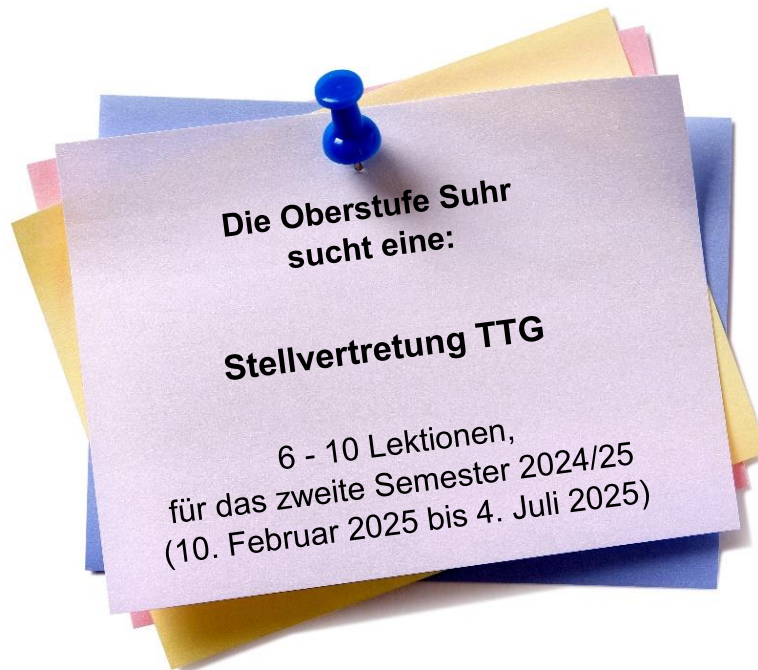 Die Oberstufe Suhr
sucht eine:
Stellvertretung TTG
6 - 10 Lektionen,
für das zweite Semester 2024/25
(10. Februar 2025 bis 4. Juli 2025)